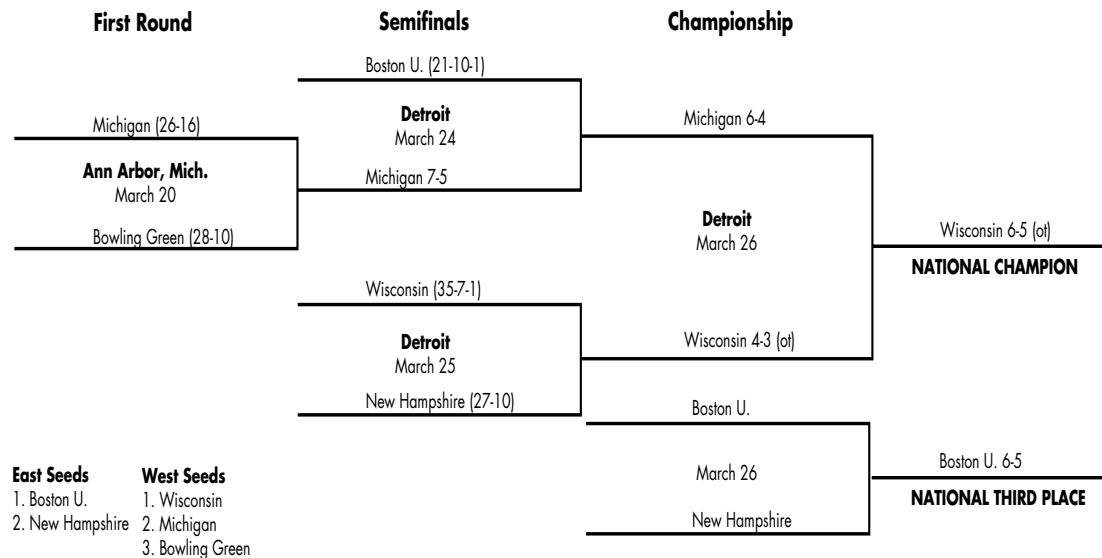 First Round
Semifinals
Championship
Boston U. (21-10-1)
Detroit
March 24
Michigan 6-4
Michigan (26-16)
Ann Arbor, Mich.
March 20
Michigan 7-5
Bowling Green (28-10)
Detroit
March 26
Wisconsin 6-5 (ot)
NATIONAL CHAMPION
Wisconsin (35-7-1)
Detroit
March 25
Wisconsin 4-3 (ot)
New Hampshire (27-10)
Boston U.
March 26
Boston U. 6-5
NATIONAL THIRD PLACE
New Hampshire
East Seeds
1. Boston U.
2. New Hampshire
West Seeds
1. Wisconsin
2. Michigan
3. Bowling Green